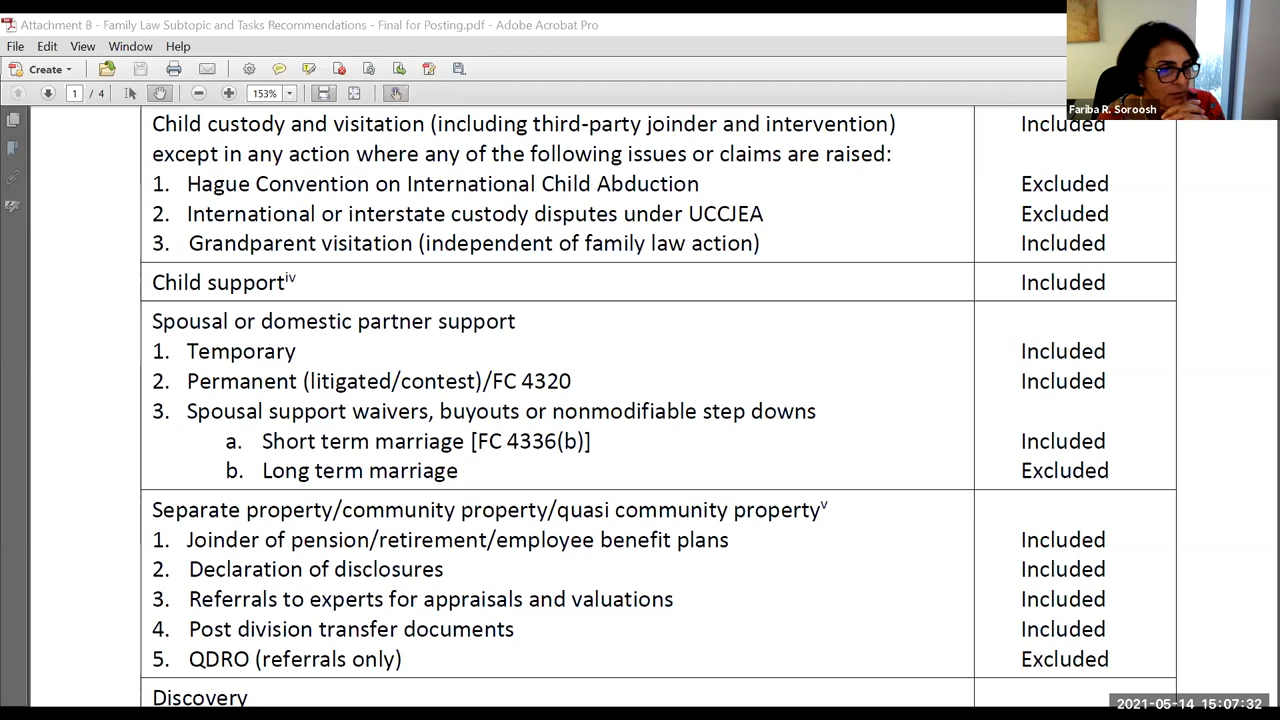 Attachment B - Family Law Subtopic and Tasks Recommendations - Final for Posting.pdf - Adobe Acrobat Pro
File Edit View Window Help
Create
1 / 4 153%
Fariba R. Soroosh
Child custody and visitation (including third-party joinder and intervention) Included
except in any action where any of the following issues or claims are raised:
1. Hague Convention on International Child Abduction Excluded
2. International or interstate custody disputes under UCCJEA Excluded
3. Grandparent visitation (independent of family law action) Included
Child support iv Included
Spousal or domestic partner support
1. Temporary Included
2. Permanent (litigated/contest)/FC 4320 Included
3. Spousal support waivers, buyouts or nonmodifiable step downs
a. Short term marriage [FC 4336(b)] Included
b. Long term marriage Excluded
Separate property/community property/quasi community property v
1. Joinder of pension/retirement/employee benefit plans Included
2. Declaration of disclosures Included
3. Referrals to experts for appraisals and valuations Included
4. Post division transfer documents Included
5. QDRO (referrals only) Excluded
Discovery
2021-05-14 15:07:32